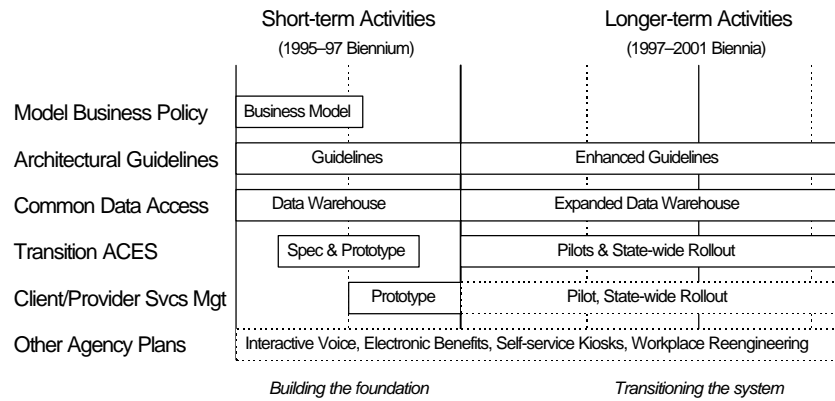 Short-term Activities Longer-term Activities
(1995–97 Biennium) (1997–2001 Biennia)
Model Business Policy Business Model
Architectural Guidelines Guidelines Enhanced Guidelines
Common Data Access Data Warehouse Expanded Data Warehouse
Transition ACES Spec & Prototype Pilots & State-wide Rollout
Client/Provider Svcs Mgt Prototype Pilot, State-wide Rollout
Other Agency Plans Interactive Voice, Electronic Benefits, Self-service Kiosks, Workplace Reengineering
Building the foundation Transitioning the system